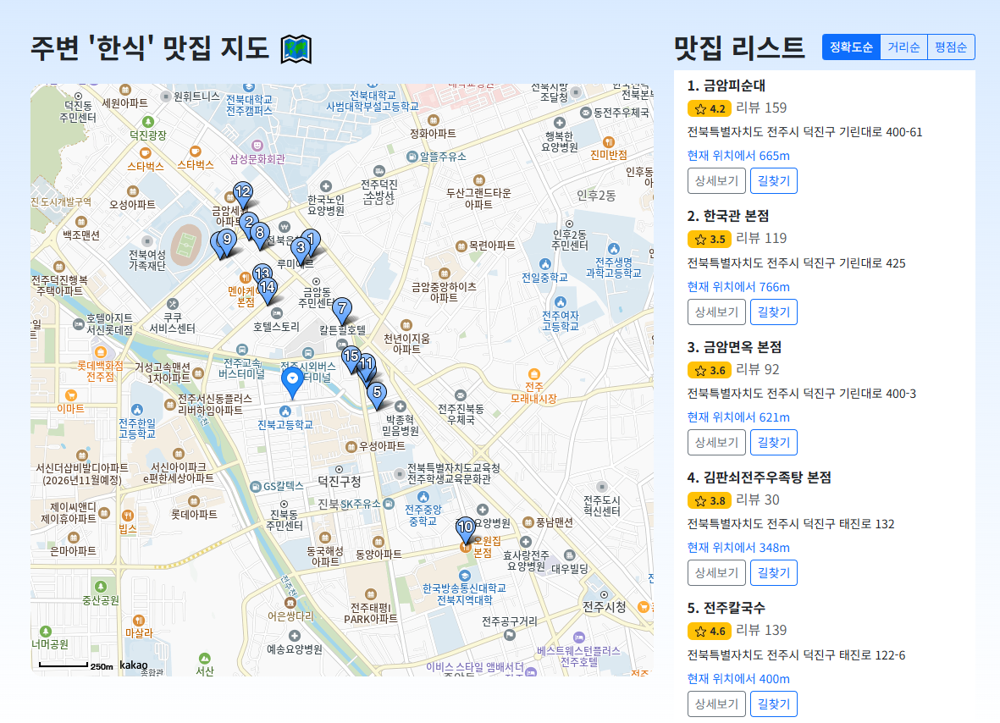 주변 '한식' 맛집 지도
맛집 리스트
정확도순
거리순
평점순
1. 금암피순대
4.2 리뷰 159
전북특별자치도 전주시 덕진구 기린대로 400-61
현재 위치에서 665m
상세보기
길찾기
2. 한국관 본점
3.5 리뷰 119
전북특별자치도 전주시 덕진구 기린대로 425
현재 위치에서 766m
상세보기
길찾기
3. 금암면옥 본점
3.6 리뷰 92
전북특별자치도 전주시 덕진구 기린대로 400-3
현재 위치에서 621m
상세보기
길찾기
4. 김판쇠전주우족탕 본점
3.8 리뷰 30
전북특별자치도 전주시 덕진구 태진로 132
현재 위치에서 348m
상세보기
길찾기
5. 전주칼국수
4.6 리뷰 139
전북특별자치도 전주시 덕진구 태진로 122-6
현재 위치에서 400m
상세보기
길찾기
덕진동
주민센터
세원아파트
원휘트니스
전북대학교
전주캠퍼스
전북대학교
사범대학부설고등학교
전북지방
조달청
동전주우체국
덕진광장
정화아파트
행복한
요양병원
스타벅스
스타벅스
삼성문화회관
알뜰주유소
진미반점
전주덕진
소방서
금암동
두산그랜드타운
아파트
인후2동
진 도시개발구역
오성아파트
한국노인
요양병원
12
2
8
9
1
3
13
14
7
15
11
5
10
백조맨션
전북여성
가족재단
목련아파트
인후2동
주민센터
전주생명
과학고등학교
전일중학교
전주덕진행복
주택아파트
멘야케
본점
금암동
주민센터
금암중앙하이츠
아파트
전주여자
고등학교
호텔아지트
서신롯데점
쿠쿠
서비스센터
호텔스토리
칼튼힐호텔
천년이지움
아파트
롯데백화점
전주점
거성고속맨션
1차아파트
전주고속
버스터미널
전주시외버스
터미널
전주
모래내시장
이마트
전주서신동플러스
리버핫임아파트
진북고등학교
박종혁
믿음병원
전주진북동
우체국
전주한일
고등학교
우성아파트
서신더샵비발디아파트
(2026년11월예정)
서신아이파크
e편한세상아파트
덕진구청
전북특별자치도교육청
전주학생교육문화관
GS칼텍스
진북
SK주유소
전주중앙
중학교
전주도시
혁신센터
제이씨앤디
제이휴아파트
빕스
롯데아파트
진북동
주민센터
요양병원
풍남맨션
은마아파트
동국해성
아파트
동양아파트
오원집
본점
효사랑전주
요양병원
대우빌딩
한국방송통신대학교
전북지역대학
중산공원
전주천
어은쌍다리
전주태평I
PARK아파트
전주시청
전주공구거리
마살라
너머공원
예송요양병원
베스트웨스턴플러스
전주호텔
이비스 스타일 앰배서더
서산
250m
kakao